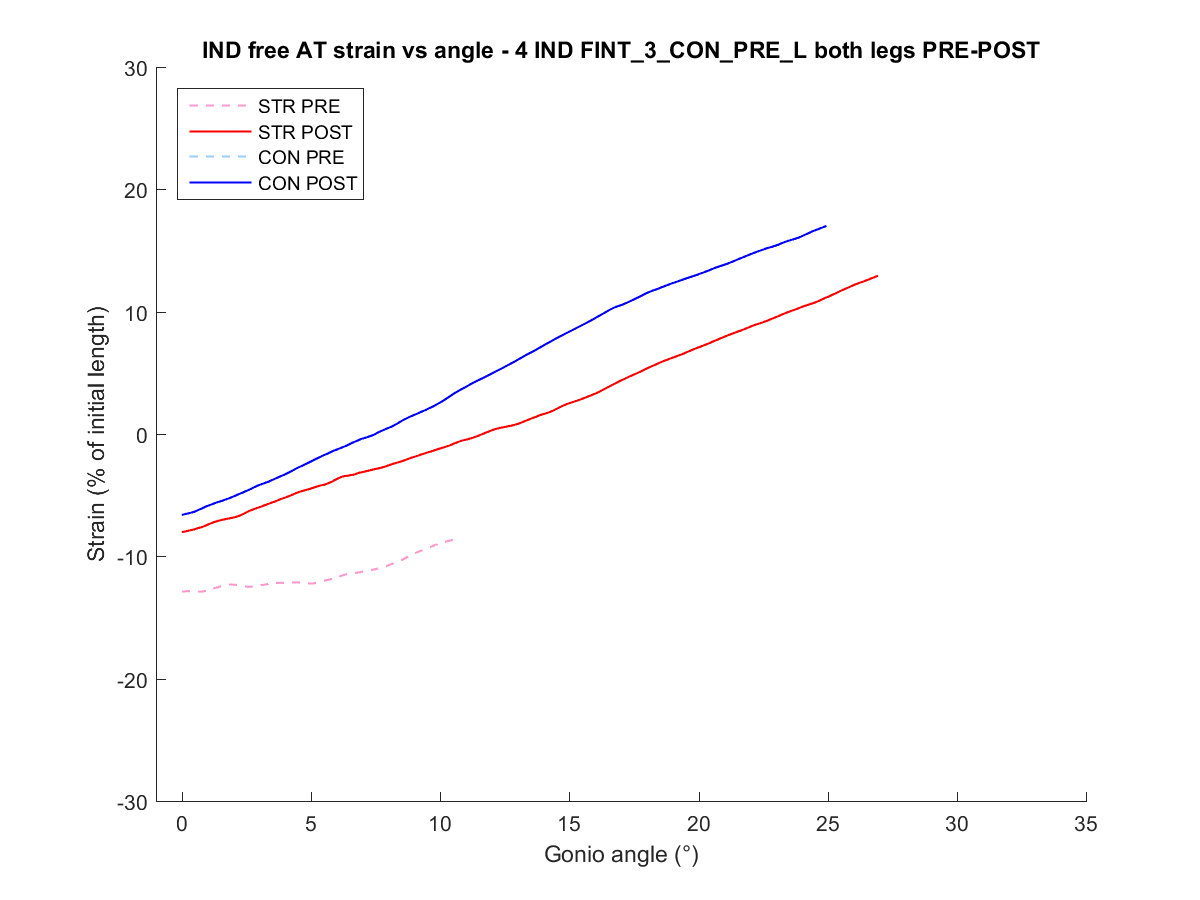 IND free AT strain vs angle - 4 IND FINT_3_CON_PRE_L both legs PRE-POST
30
20
10
0
-10
-20
-30
STR PRE
STR POST
CON PRE
CON POST
Strain (% of initial length)
0 5 10 15 20 25 30 35
Gonio angle (°)